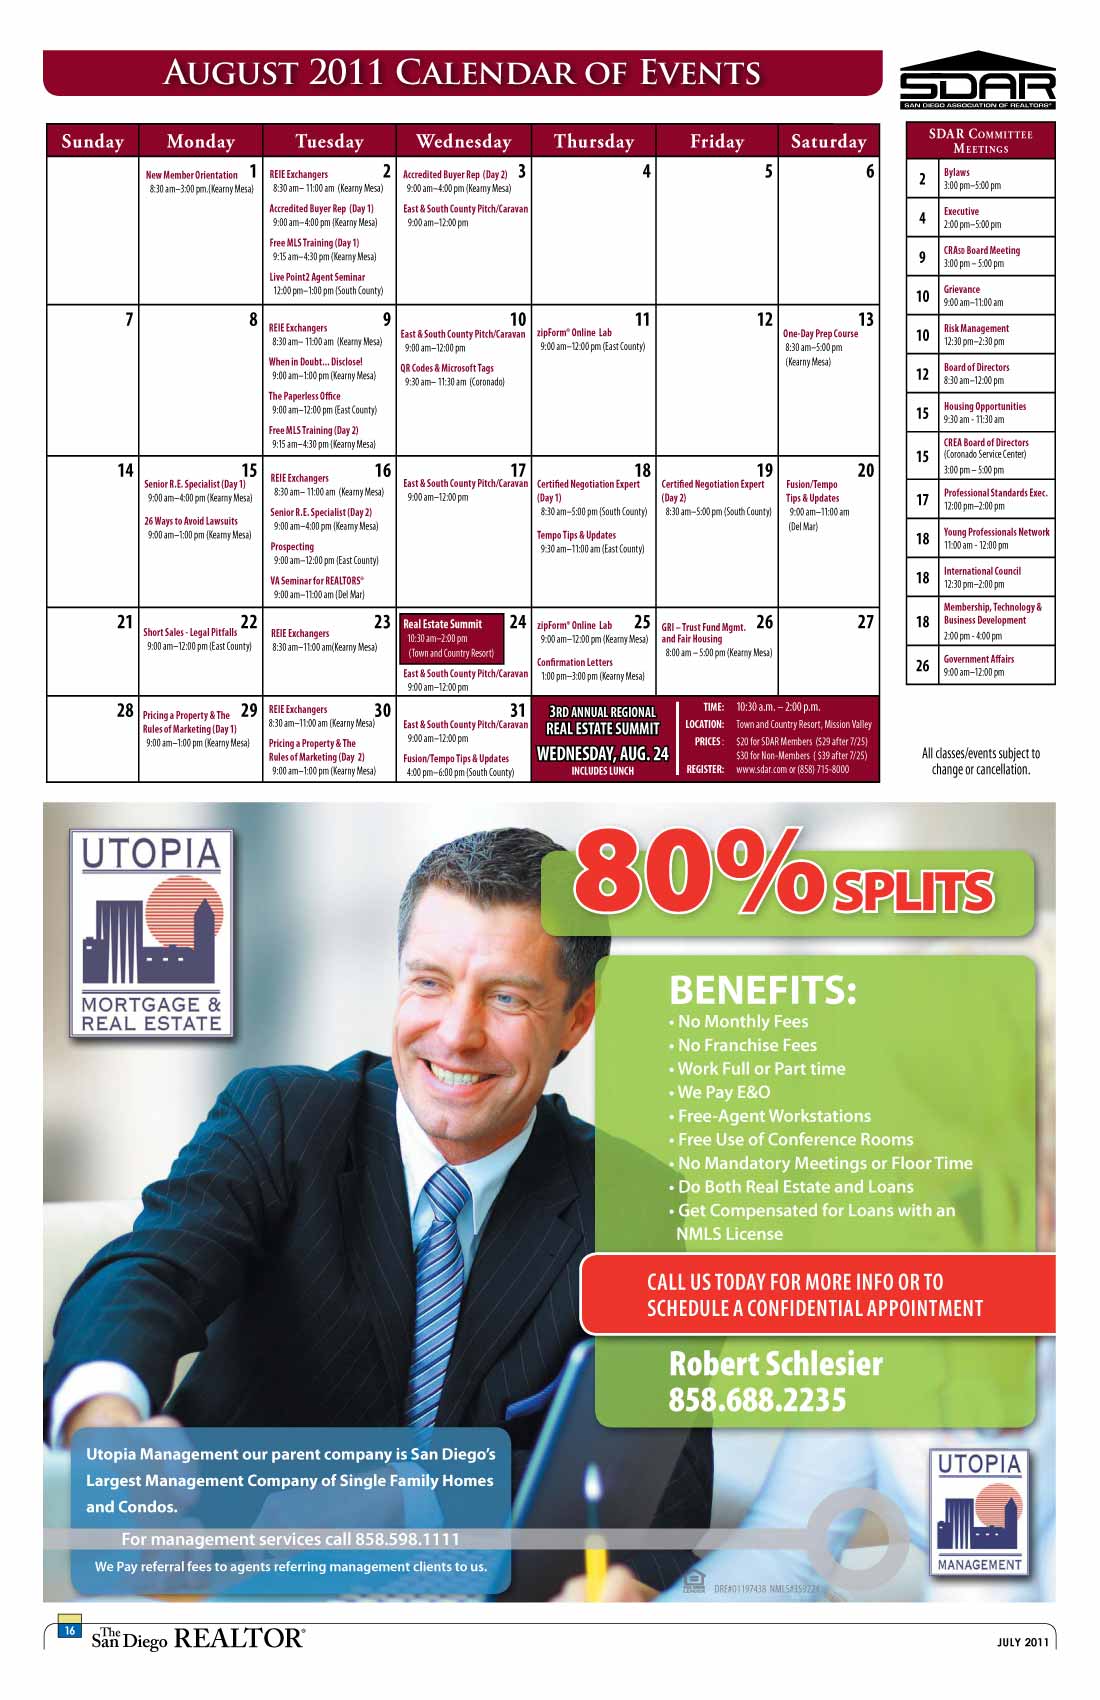 AUGUST 2011 CALENDAR OF EVENTS
SDAR
SAN DIEGO ASSOCIATION OF REALTORS®
Sunday Monday Tuesday Wednesday Thursday Friday Saturday
1
New Member Orientation
8:30 am–3:00 pm.(Kearny Mesa)
2
REIE Exchangers
8:30 am– 11:00 am (Kearny Mesa)
Accredited Buyer Rep (Day 1)
9:00 am–4:00 pm (Kearny Mesa)
Free MLS Training (Day 1)
9:15 am–4:30 pm (Kearny Mesa)
Live Point2 Agent Seminar
12:00 pm–1:00 pm (South County)
3
Accredited Buyer Rep (Day 2)
9:00 am–4:00 pm (Kearny Mesa)
East & South County Pitch/Caravan
9:00 am–12:00 pm
4
5
6
7
8
9
REIE Exchangers
8:30 am– 11:00 am (Kearny Mesa)
When in Doubt... Disclose!
9:00 am–1:00 pm (Kearny Mesa)
The Paperless Office
9:00 am–12:00 pm (East County)
Free MLS Training (Day 2)
9:15 am–4:30 pm (Kearny Mesa)
10
East & South County Pitch/Caravan
9:00 am–12:00 pm
QR Codes & Microsoft Tags
9:30 am– 11:30 am (Coronado)
11
zipForm® Online Lab
9:00 am–12:00 pm (East County)
12
13
One-Day Prep Course
8:30 am–5:00 pm
(Kearny Mesa)
14
15
Senior R.E. Specialist (Day 1)
9:00 am–4:00 pm (Kearny Mesa)
26 Ways to Avoid Lawsuits
9:00 am–1:00 pm (Kearny Mesa)
16
REIE Exchangers
8:30 am– 11:00 am (Kearny Mesa)
Senior R.E. Specialist (Day 2)
9:00 am–4:00 pm (Kearny Mesa)
Prospecting
9:00 am–12:00 pm (East County)
VA Seminar for REALTORS®
9:00 am–11:00 am (Del Mar)
17
East & South County Pitch/Caravan
9:00 am–12:00 pm
18
Certified Negotiation Expert
(Day 1)
8:30 am–5:00 pm (South County)
Tempo Tips & Updates
9:30 am–11:00 am (East County)
19
Certified Negotiation Expert
(Day 2)
8:30 am–5:00 pm (South County)
20
Fusion/Tempo
Tips & Updates
9:00 am–11:00 am
(Del Mar)
21
22
Short Sales - Legal Pitfalls
9:00 am–12:00 pm (East County)
23
REIE Exchangers
8:30 am–11:00 am(Kearny Mesa)
24
Real Estate Summit
10:30 am–2:00 pm
(Town and Country Resort)
East & South County Pitch/Caravan
9:00 am–12:00 pm
25
zipForm® Online Lab
9:00 am–12:00 pm (Kearny Mesa)
Confirmation Letters
1:00 pm–3:00 pm (Kearny Mesa)
26
GRI – Trust Fund Mgmt.
and Fair Housing
8:00 am – 5:00 pm (Kearny Mesa)
27
28
29
Pricing a Property & The
Rules of Marketing (Day 1)
9:00 am–1:00 pm (Kearny Mesa)
30
REIE Exchangers
8:30 am–11:00 am (Kearny Mesa)
Pricing a Property & The
Rules of Marketing (Day 2)
9:00 am–1:00 pm (Kearny Mesa)
31
East & South County Pitch/Caravan
9:00 am–12:00 pm
Fusion/Tempo Tips & Updates
4:00 pm–6:00 pm (South County)
3RD ANNUAL REGIONAL
REAL ESTATE SUMMIT
WEDNESDAY, AUG. 24
INCLUDES LUNCH
TIME: 10:30 a.m. – 2:00 p.m.
LOCATION: Town and Country Resort, Mission Valley
PRICES: $20 for SDAR Members ($29 after 7/25)
$30 for Non-Members ( $39 after 7/25)
REGISTER: www.sdar.com or (858) 715-8000
SDAR COMMITTEE
MEETINGS
2 Bylaws
3:00 pm–5:00 pm
4 Executive
2:00 pm–5:00 pm
9 CRASD Board Meeting
3:00 pm – 5:00 pm
10 Grievance
9:00 am–11:00 am
10 Risk Management
12:30 pm–2:30 pm
12 Board of Directors
8:30 am–12:00 pm
15 Housing Opportunities
9:30 am - 11:30 am
15 CREA Board of Directors
(Coronado Service Center)
3:00 pm – 5:00 pm
17 Professional Standards Exec.
12:00 pm–2:00 pm
18 Young Professionals Network
11:00 am - 12:00 pm
18 International Council
12:30 pm–2:00 pm
18 Membership, Technology &
Business Development
2:00 pm - 4:00 pm
26 Government Affairs
9:00 am–12:00 pm
All classes/events subject to
change or cancellation.
UTOPIA
MORTGAGE &
REAL ESTATE
80% SPLITS
BENEFITS:
• No Monthly Fees
• No Franchise Fees
• Work Full or Part time
• We Pay E&O
• Free-Agent Workstations
• Free Use of Conference Rooms
• No Mandatory Meetings or Floor Time
• Do Both Real Estate and Loans
• Get Compensated for Loans with an
NMLS License
CALL US TODAY FOR MORE INFO OR TO
SCHEDULE A CONFIDENTIAL APPOINTMENT
Robert Schlesier
858.688.2235
Utopia Management our parent company is San Diego's
Largest Management Company of Single Family Homes
and Condos.
For management services call 858.598.1111
We Pay referral fees to agents referring management clients to us.
UTOPIA
MANAGEMENT
DRE#01197438
16
The San Diego REALTOR®
JULY 2011